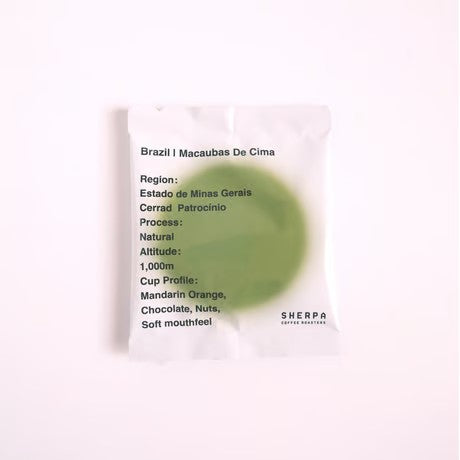 Brazil | Macaubas De Cima
Region:
Estado de Minas Gerais
Cerrad Patrocínio
Process:
Natural
Altitude:
1,000m
Cup Profile:
Mandarin Orange,
Chocolate, Nuts,
Soft mouthfeel
SHERPA
COFFEE ROASTERS